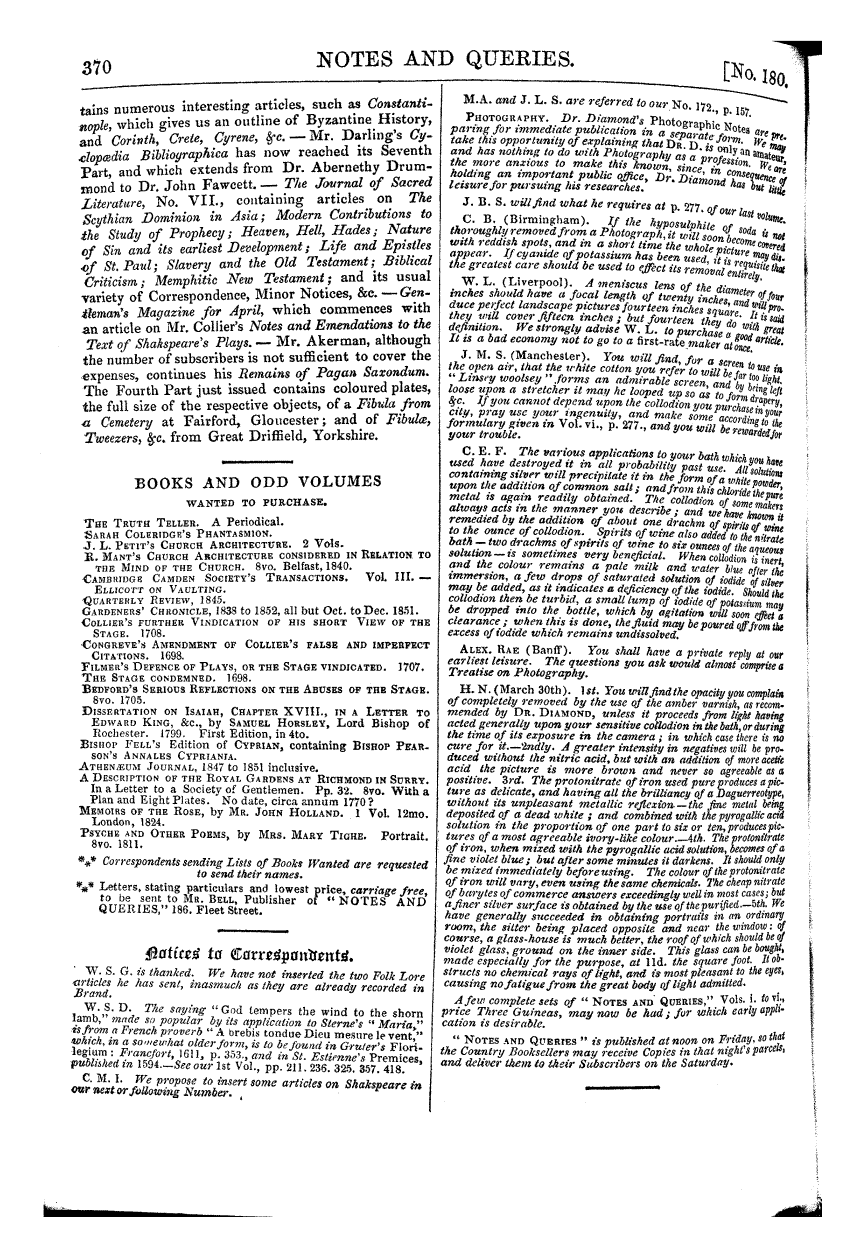 370
NOTES AND QUERIES.
[No. 180.
tains numerous interesting articles, such as Constanti-
nople, which gives us an outline of Byzantine History,
and Corinth, Crete, Cyrene, &c. — Mr. Darling's Cy-
clopædia Bibliographica has now reached its Seventh
Part, and which extends from Dr. Abernethy Drum-
mond to Dr. John Fawcett. — The Journal of Sacred
Literature, No. VII., containing articles on The
Scythian Dominion in Asia; Modern Contributions to
the Study of Prophecy; Heaven, Hell, Hades; Nature
of Sin and its earliest Development; Life and Epistles
of St. Paul; Slavery and the Old Testament; Biblical
Criticism; Memphitic New Testament; and its usual
variety of Correspondence, Minor Notices, &c. — Gen-
tleman's Magazine for April, which commences with
an article on Mr. Collier's Notes and Emendations to the
Text of Shakspeare's Plays. — Mr. Akerman, although
the number of subscribers is not sufficient to cover the
expenses, continues his Remains of Pagan Saxondum.
The Fourth Part just issued contains coloured plates,
the full size of the respective objects, of a Fibula from
a Cemetery at Fairford, Gloucester; and of Fibulæ,
Tweezers, &c. from Great Driffield, Yorkshire.
BOOKS AND ODD VOLUMES
WANTED TO PURCHASE.
THE TRUTH TELLER. A Periodical.
SARAH COLERIDGE'S PHANTASMION.
J. L. PETIT'S CHURCH ARCHITECTURE. 2 Vols.
R. MANT'S CHURCH ARCHITECTURE CONSIDERED IN RELATION TO
THE MIND OF THE CHURCH. 8vo. Belfast, 1840.
CAMBRIDGE CAMDEN SOCIETY'S TRANSACTIONS. Vol. III. —
ELLICOTT ON VAULTING.
QUARTERLY REVIEW, 1845.
GARDENERS' CHRONICLE, 1838 to 1852, all but Oct. to Dec. 1851.
COLLIER'S FURTHER VINDICATION OF HIS SHORT VIEW OF THE
STAGE. 1708.
CONGREVE'S AMENDMENT OF COLLIER'S FALSE AND IMPERFECT
CITATIONS. 1698.
FILMER'S DEFENCE OF PLAYS, OR THE STAGE VINDICATED. 1707.
THE STAGE CONDEMNED. 1698.
BEDFORD'S SERIOUS REFLECTIONS ON THE ABUSES OF THE STAGE.
8vo. 1705.
DISSERTATION ON ISAIAH, CHAPTER XVIII., IN A LETTER TO
EDWARD KING, &c., by SAMUEL HORSLEY, Lord Bishop of
Rochester. 1799. First Edition, in 4to.
BISHOP FELL'S Edition of CYPRIAN, containing BISHOP PEAR-
SON'S ANNALES CYPRIANIA.
ATHENÆUM JOURNAL, 1847 to 1851 inclusive.
A DESCRIPTION OF THE ROYAL GARDENS AT RICHMOND IN SURRY.
In a Letter to a Society of Gentlemen. Pp. 32. 8vo. With a
Plan and Eight Plates. No date, circa annum 1770?
MEMOIRS OF THE ROSE, by MR. JOHN HOLLAND. 1 Vol. 12mo.
London, 1824.
PSYCHE AND OTHER POEMS, by MRS. MARY TIGHE. Portrait.
8vo. 1811.
*** Correspondents sending Lists of Books Wanted are requested
to send their names.
*** Letters, stating particulars and lowest price, carriage free,
to be sent to MR. BELL, Publisher of "NOTES AND
QUERIES," 186. Fleet Street.
Notices to Correspondents.
W. S. G. is thanked. We have not inserted the two Folk Lore
articles he has sent, inasmuch as they are already recorded in
Brand.
W. S. D. The saying "God tempers the wind to the shorn
lamb," made so popular by its application to Sterne's "Maria,"
is from a French proverb "A brebis tondue Dieu mesure le vent,"
which, in a somewhat older form, is to be found in Gruter's Flori-
legium: Francfort, 1611, p. 353., and in St. Estienne's Premices,
published in 1594.—See our 1st Vol., pp. 211. 236. 325. 357. 418.
C. M. I. We propose to insert some articles on Shakspeare in
our next or following Number.
M.A. and J. L. S. are referred to our No. 172., p. 157.
PHOTOGRAPHY. Dr. Diamond's Photographic Notes are pre-
paring for immediate publication in a separate form. We may
take this opportunity of explaining that DR. D. is only an amateur,
and has nothing to do with Photography as a profession. We are
the more anxious to make this known, since, in consequence of
holding an important public office, Dr. Diamond has but little
leisure for pursuing his researches.
J. B. S. will find what he requires at p. 277. of our last volume.
C. B. (Birmingham). If the hyposulphite of soda is not
thoroughly removed from a Photograph, it will soon become covered
with reddish spots, and in a short time the whole picture may dis-
appear. If cyanide of potassium has been used, it is requisite that
the greatest care should be used to effect its removal entirely.
W. L. (Liverpool). A meniscus lens of the diameter of four
inches should have a focal length of twenty inches, and will pro-
duce perfect landscape pictures fourteen inches square. It is said
they will cover fifteen inches; but fourteen they do with great
definition. We strongly advise W. L. to purchase a good article.
It is a bad economy not to go to a first-rate maker at once.
J. M. S. (Manchester). You will find, for a screen to use in
the open air, that the white cotton you refer to will be far too light.
"Linsey woolsey" forms an admirable screen, and by being left
loose upon a stretcher it may be looped up so as to form drapery,
&c. If you cannot depend upon the collodion you purchase in your
city, pray use your ingenuity, and make some according to the
formulary given in Vol. vi., p. 277., and you will be rewarded for
your trouble.
C. E. F. The various applications to your bath which you have
used have destroyed it in all probability past use. All solutions
containing silver will precipitate it in the form of a white powder,
upon the addition of common salt; and from this chloride the pure
metal is again readily obtained. The collodion of some makers
always acts in the manner you describe; and we have known it
remedied by the addition of about one drachm of spirits of wine
to the ounce of collodion. Spirits of wine also added to the nitrate
bath — two drachms of spirits of wine to six ounces of the aqueous
solution — is sometimes very beneficial. When collodion is inert,
and the colour remains a pale milk and water blue after the
immersion, a few drops of saturated solution of iodide of silver
may be added, as it indicates a deficiency of the iodide. Should the
collodion then be turbid, a small lump of iodide of potassium may
be dropped into the bottle, which by agitation will soon effect a
clearance; when this is done, the fluid may be poured off from the
excess of iodide which remains undissolved.
ALEX. RAE (Banff). You shall have a private reply at our
earliest leisure. The questions you ask would almost comprise a
Treatise on Photography.
H. N. (March 30th). 1st. You will find the opacity you complain
of completely removed by the use of the amber varnish, as recom-
mended by DR. DIAMOND, unless it proceeds from light having
acted generally upon your sensitive collodion in the bath, or during
the time of its exposure in the camera; in which case there is no
cure for it.—2ndly. A greater intensity in negatives will be pro-
duced without the nitric acid, but with an addition of more acetic
acid the picture is more brown and never so agreeable as a
positive. 3rd. The protonitrate of iron used pure produces a pic-
ture as delicate, and having all the brilliancy of a Daguerreotype,
without its unpleasant metallic reflexion—the fine metal being
deposited of a dead white; and combined with the pyrogallic acid
solution in the proportion of one part to six or ten, produces pic-
tures of a most agreeable ivory-like colour.—4th. The protonitrate
of iron, when mixed with the pyrogallic acid solution, becomes of a
fine violet blue; but after some minutes it darkens. It should only
be mixed immediately before using. The colour of the protonitrate
of iron will vary, even using the same chemicals. The cheap nitrate
of barytes of commerce answers exceedingly well in most cases; but
a finer silver surface is obtained by the use of the purified.—5th. We
have generally succeeded in obtaining portraits in an ordinary
room, the sitter being placed opposite and near the window: of
course, a glass-house is much better, the roof of which should be of
violet glass, ground on the inner side. This glass can be bought,
made especially for the purpose, at 11d. the square foot. It ob-
structs no chemical rays of light, and is most pleasant to the eyes,
causing no fatigue from the great body of light admitted.
A few complete sets of "NOTES AND QUERIES," Vols. i. to vi.,
price Three Guineas, may now be had; for which early appli-
cation is desirable.
"NOTES AND QUERIES" is published at noon on Friday, so that
the Country Booksellers may receive Copies in that night's parcels,
and deliver them to their Subscribers on the Saturday.